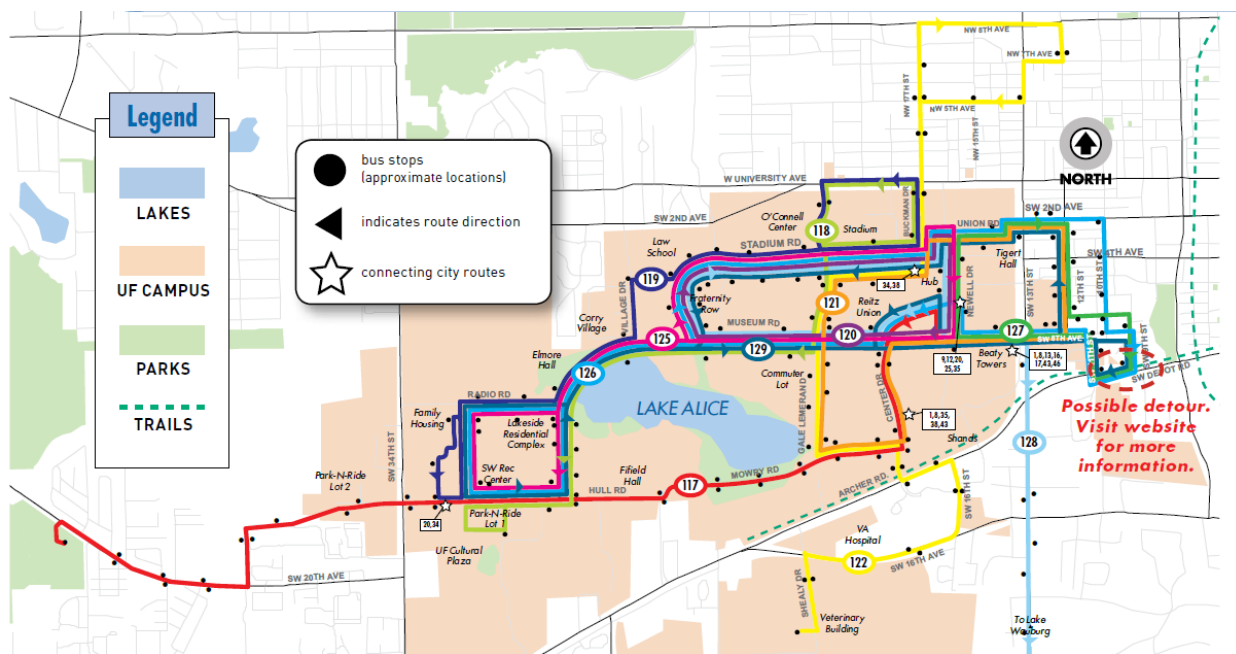 Legend
LAKES
UF CAMPUS
PARKS
TRAILS
bus stops
(approximate locations)
indicates route direction
connecting city routes
NORTH
NW 8TH AVE
NW 7TH AVE
NW 5TH AVE
NW 17TH ST
NW 15TH ST
W UNIVERSITY AVE
SW 2ND AVE
SW 2ND AVE
O'Connell
Center
Stadium
118
BUCKMAN DR
UNION RD
STADIUM RD
Law
School
119
Tigert
Hall
34,38
Hub
NEWELL DR
SW 13TH ST
12TH ST
10TH ST
VILLAGE DR
Fraternity
Row
121
Reitz
Union
Corry
Village
125
MUSEUM RD
120
127
SW 8TH AVE
129
Elmore
Hall
126
Commuter
Lot
9,12,20,
25,35
Beaty
Towers
1,8,13,16,
17,43,46
SW DEPOT RD
RADIO RD
LAKE ALICE
GALE LEMERAND
CENTER DR
Family
Housing
Lakeside
Residential
Complex
1,8,35,
38,43
Possible detour.
Visit website
for more
information.
SW 34TH ST
Shands
128
Park-N-Ride
Lot 2
SW Rec
Center
Fifield
Hall
MOWRY RD
ARCHER RD.
SW 16TH ST
HULL RD
117
20,34
Park-N-Ride
Lot 1
UF Cultural
Plaza
VA
Hospital
SW 16TH AVE
122
SW 20TH AVE
SHEALY DR
Veterinary
Building
To Lake
Wauburg